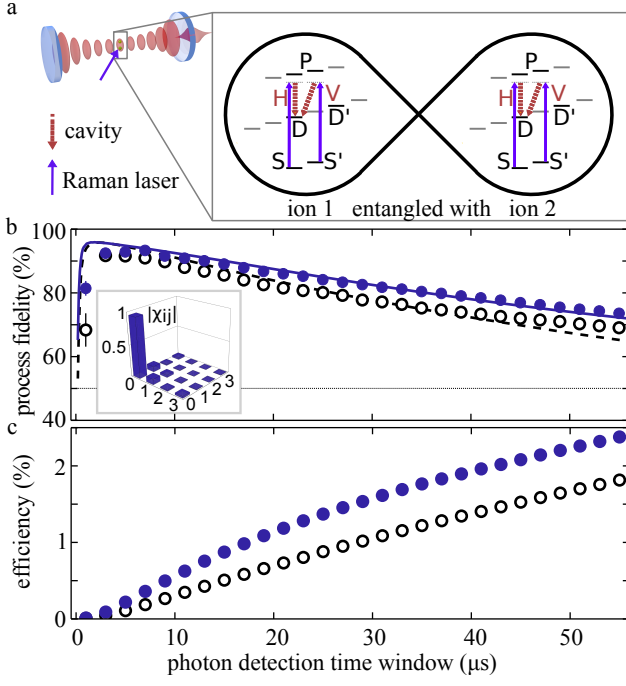 a
cavity
Raman laser
P P
H V H V
D D' D D'
S S' S S'
ion 1 entangled with ion 2
b
process fidelity (%)
100
80
60
40
|χij|
1
0.5
0 1 2 3
0 1 2 3
c
efficiency (%)
2
1
0
0 10 20 30 40 50
photon detection time window (μs)